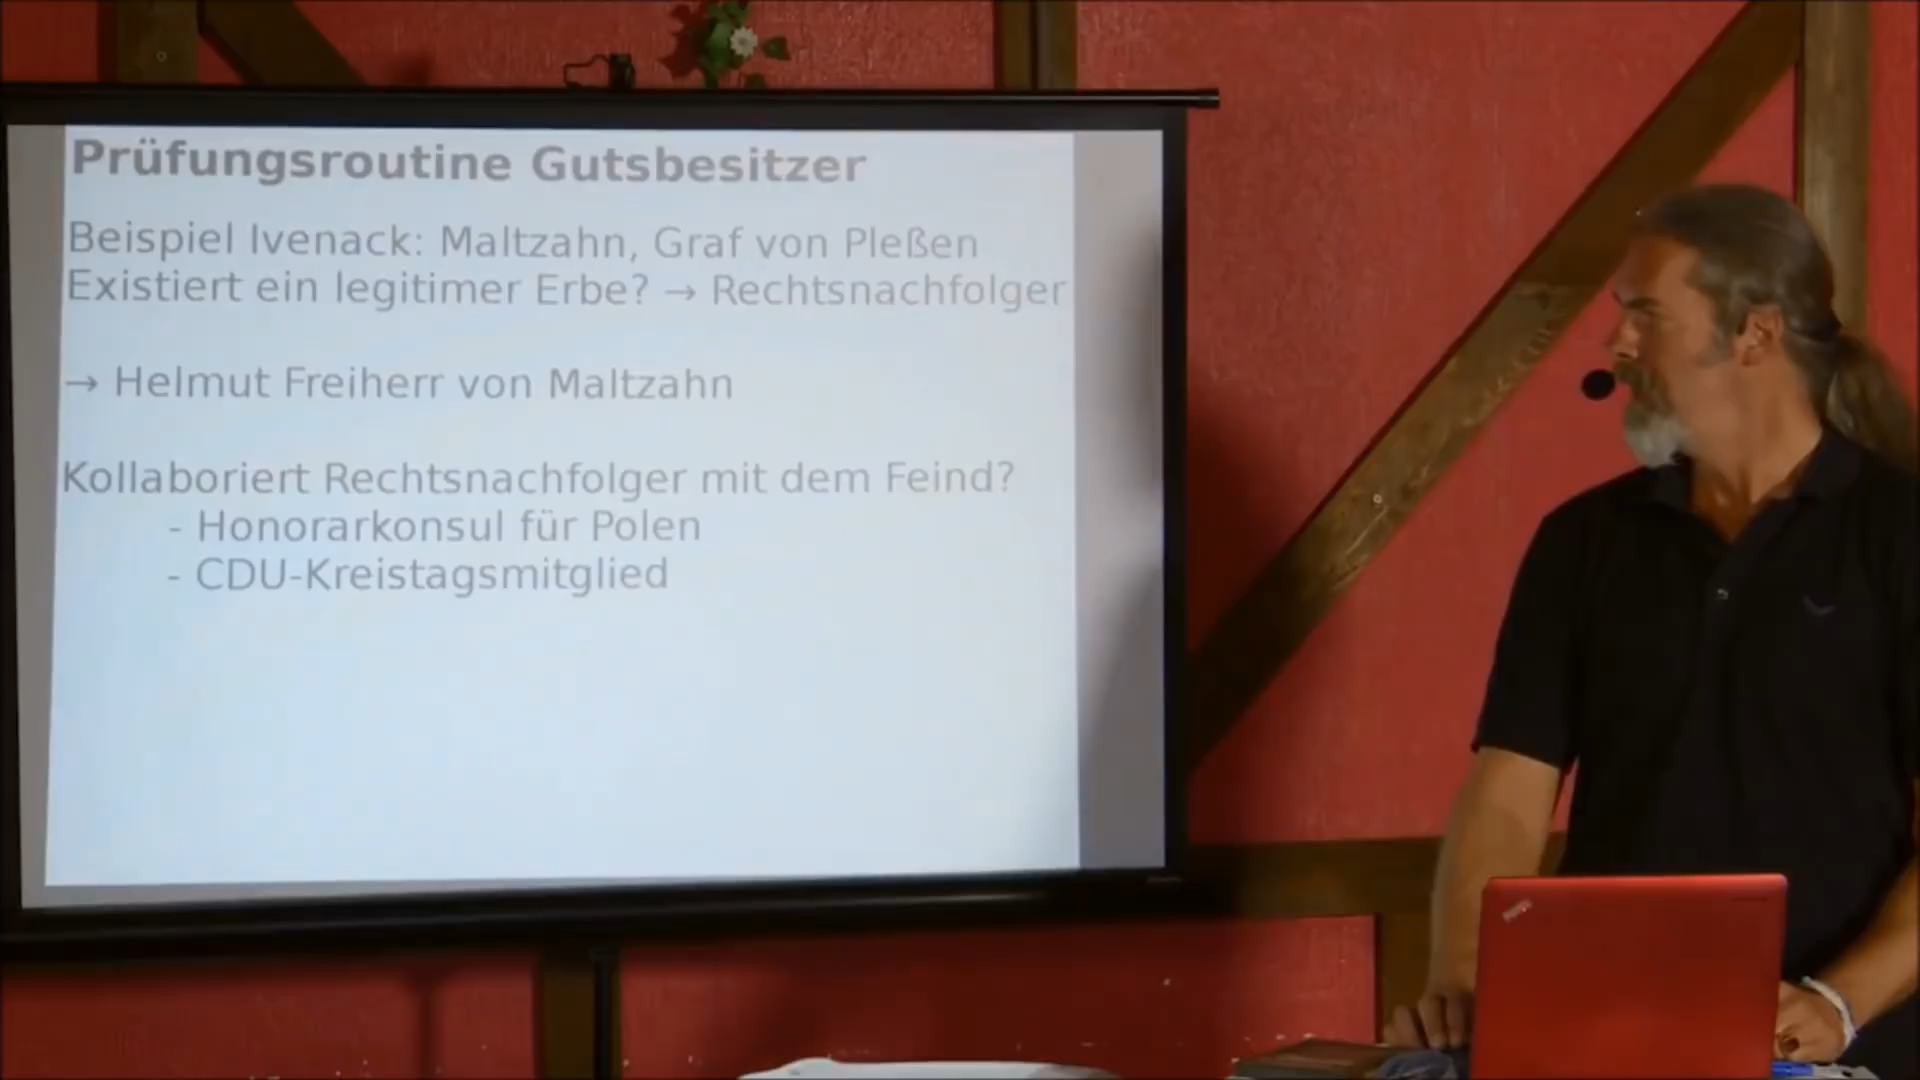 Prüfungsroutine Gutsbesitzer
Beispiel Ivenack: Maltzahn, Graf von Pleßen
Existiert ein legitimer Erbe? → Rechtsnachfolger
→ Helmut Freiherr von Maltzahn
Kollaboriert Rechtsnachfolger mit dem Feind?
- Honorarkonsul für Polen
- CDU-Kreistagsmitglied